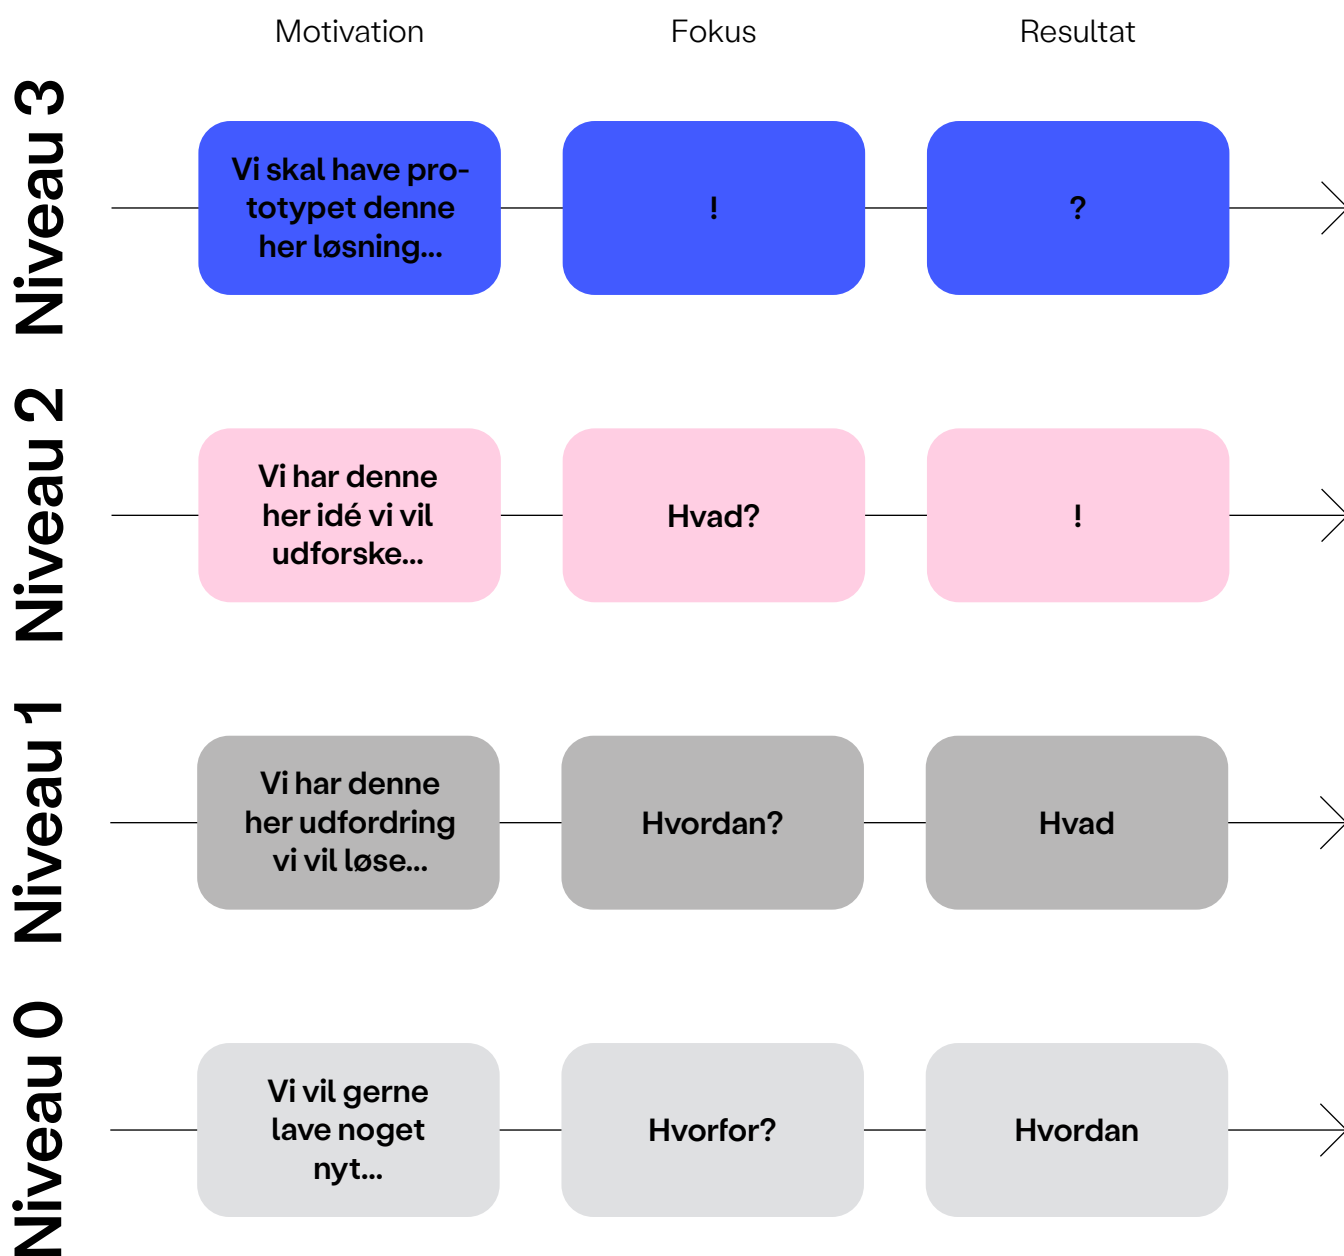 Motivation
Fokus
Resultat
Niveau 3
Vi skal have pro-
totypet denne
her løsning...
!
?
Niveau 2
Vi har denne
her idé vi vil
udforske...
Hvad?
!
Niveau 1
Vi har denne
her udfordring
vi vil løse...
Hvordan?
Hvad
Niveau 0
Vi vil gerne
lave noget
nyt...
Hvorfor?
Hvordan